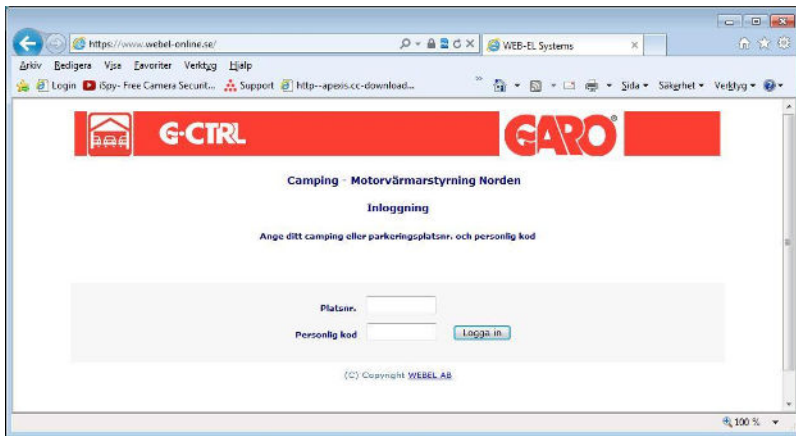 https://www.webel-online.se/
WEB-EL Systems
Arkiv Redigera Visa Favoriter Verktyg Hjälp
Login iSpy- Free Camera Securit... Support http--apexis.cc-download... Sida Säkerhet Verktyg
G-CTRL GARO
Camping - Motorvärmarstyrning Norden
Inloggning
Ange ditt camping eller parkeringsplatsnr. och personlig kod
Platsnr.
Personlig kod Logga in
(C) Copyright WEBEL AB
100 %